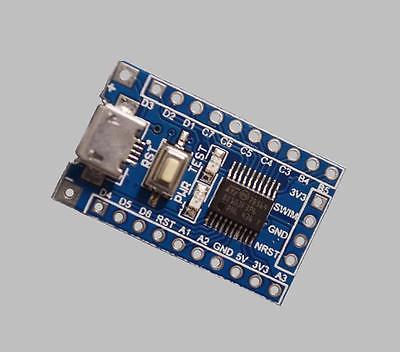 +
D3 D2 D1 C7 C6 C5 C4 C3 B4 B5
RST
TEST
PWR
3V3
SWIM
GND
NRST
D4 D5 D6 RST A1 A2 GND 5V 3V3 A3